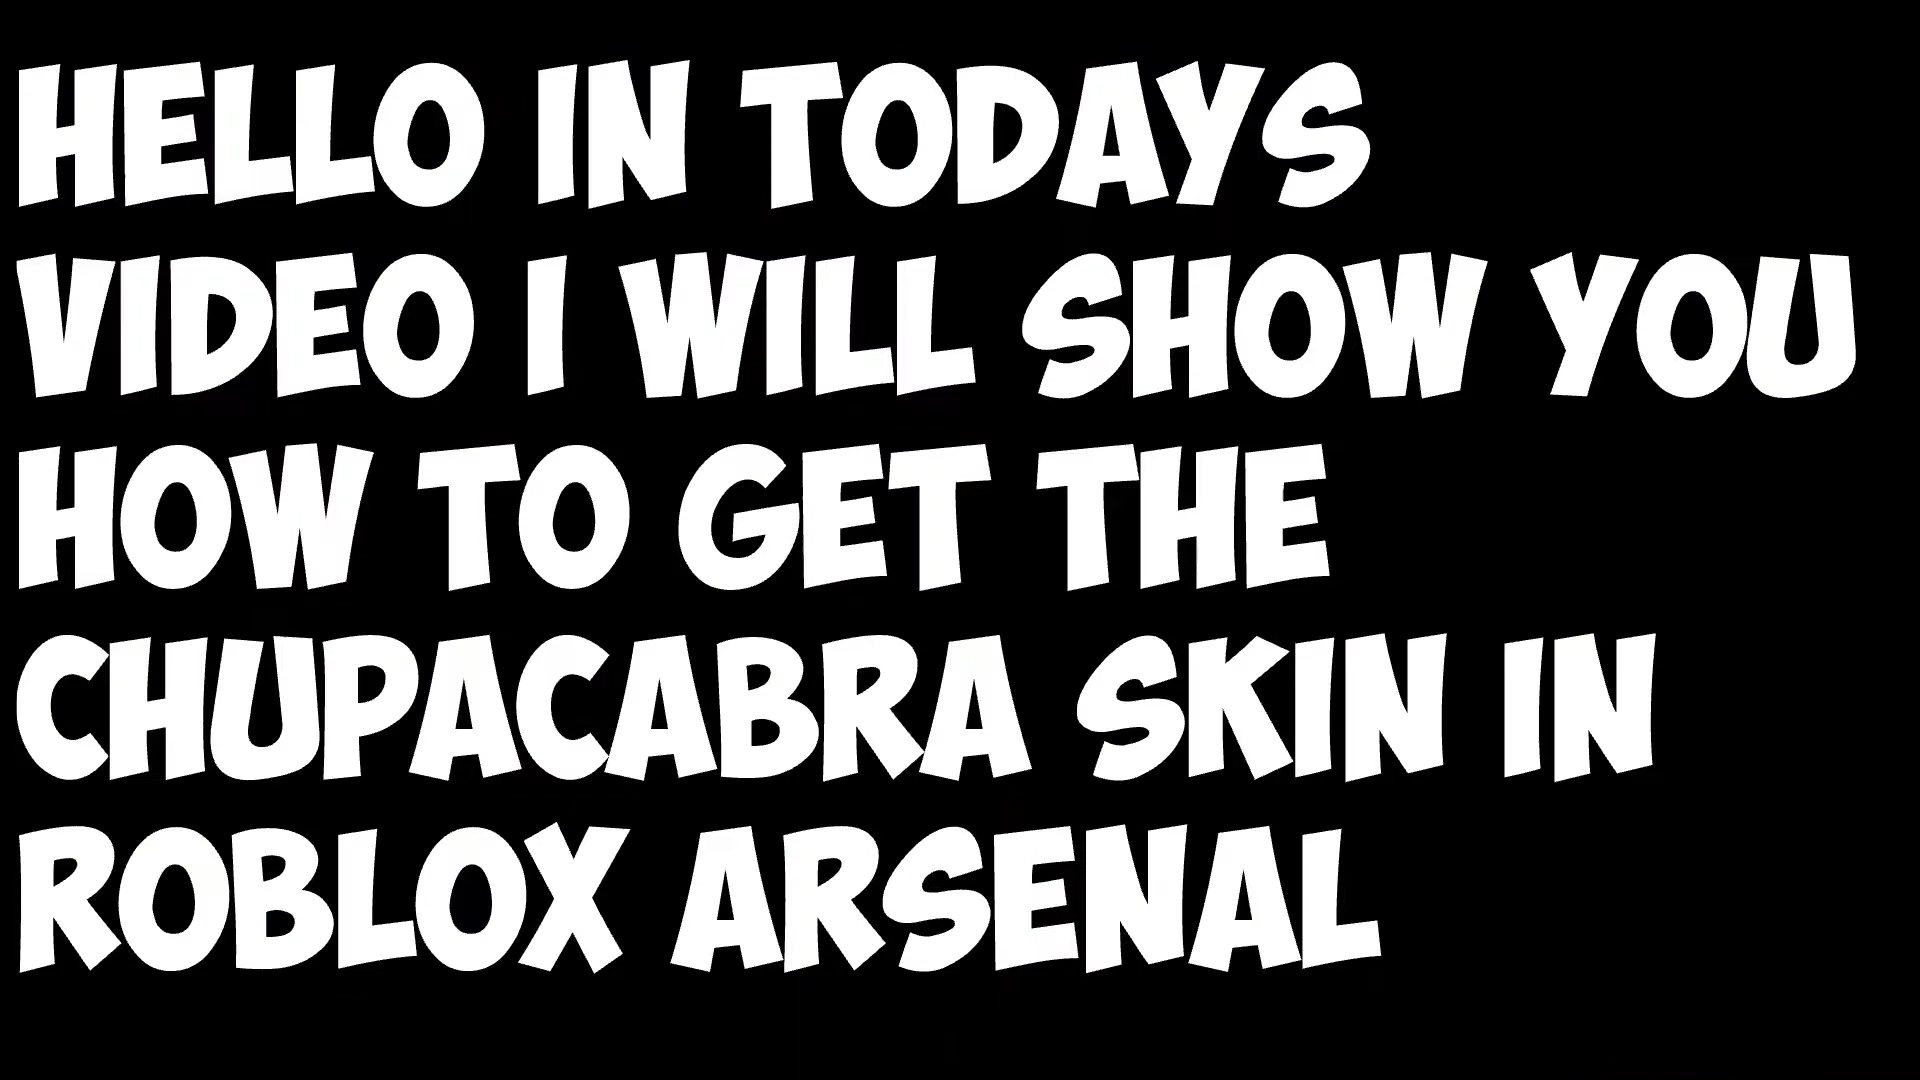 HELLO IN TODAYS
VIDEO I WILL SHOW YOU
HOW TO GET THE
CHUPACABRA SKIN IN
ROBLOX ARSENAL